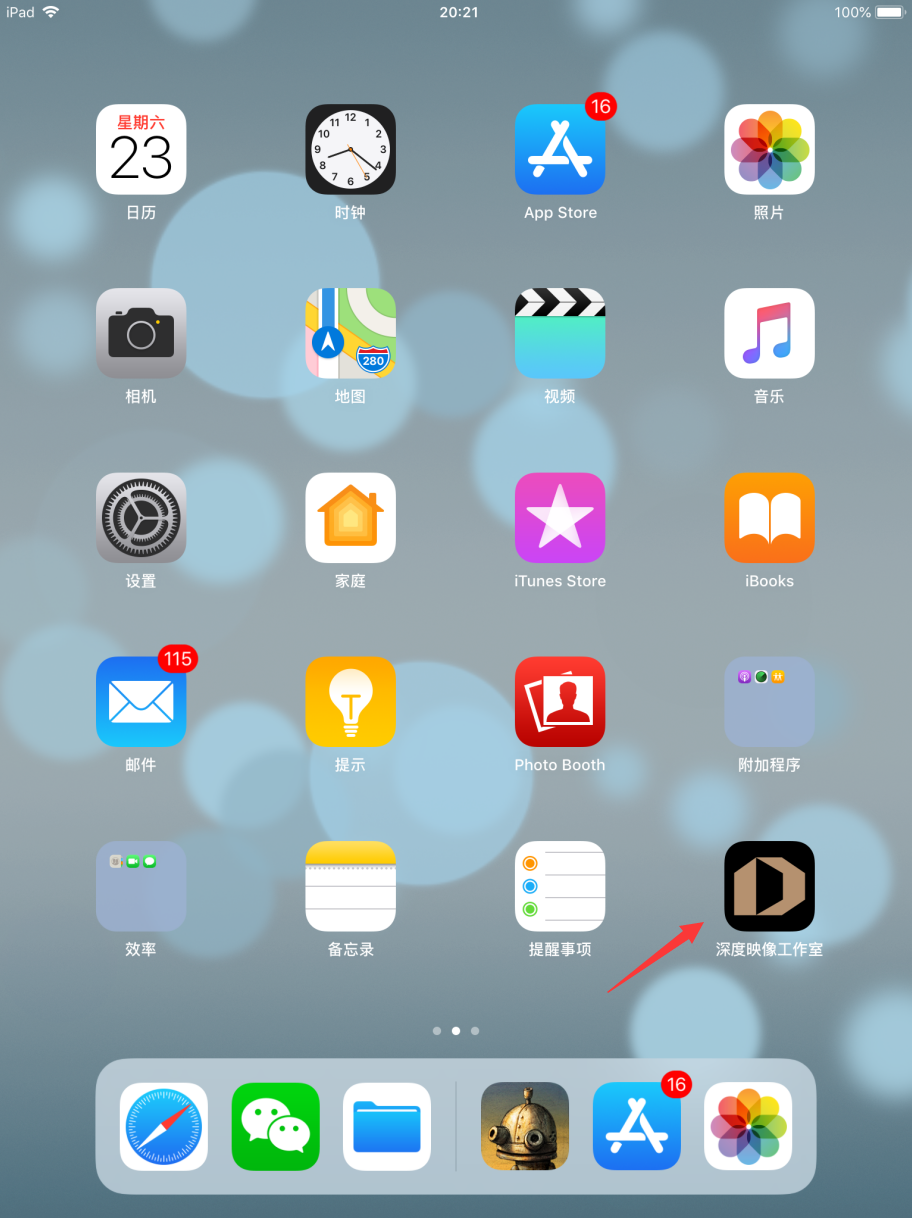 iPad
20:21
100%
星期六
23
12
11
1
10
2
9
3
8
4
7
5
6
16
日历
时钟
App Store
照片
280
相机
地图
视频
音乐
设置
家庭
iTunes Store
iBooks
115
邮件
提示
Photo Booth
附加程序
效率
备忘录
提醒事项
深度映像工作室
16